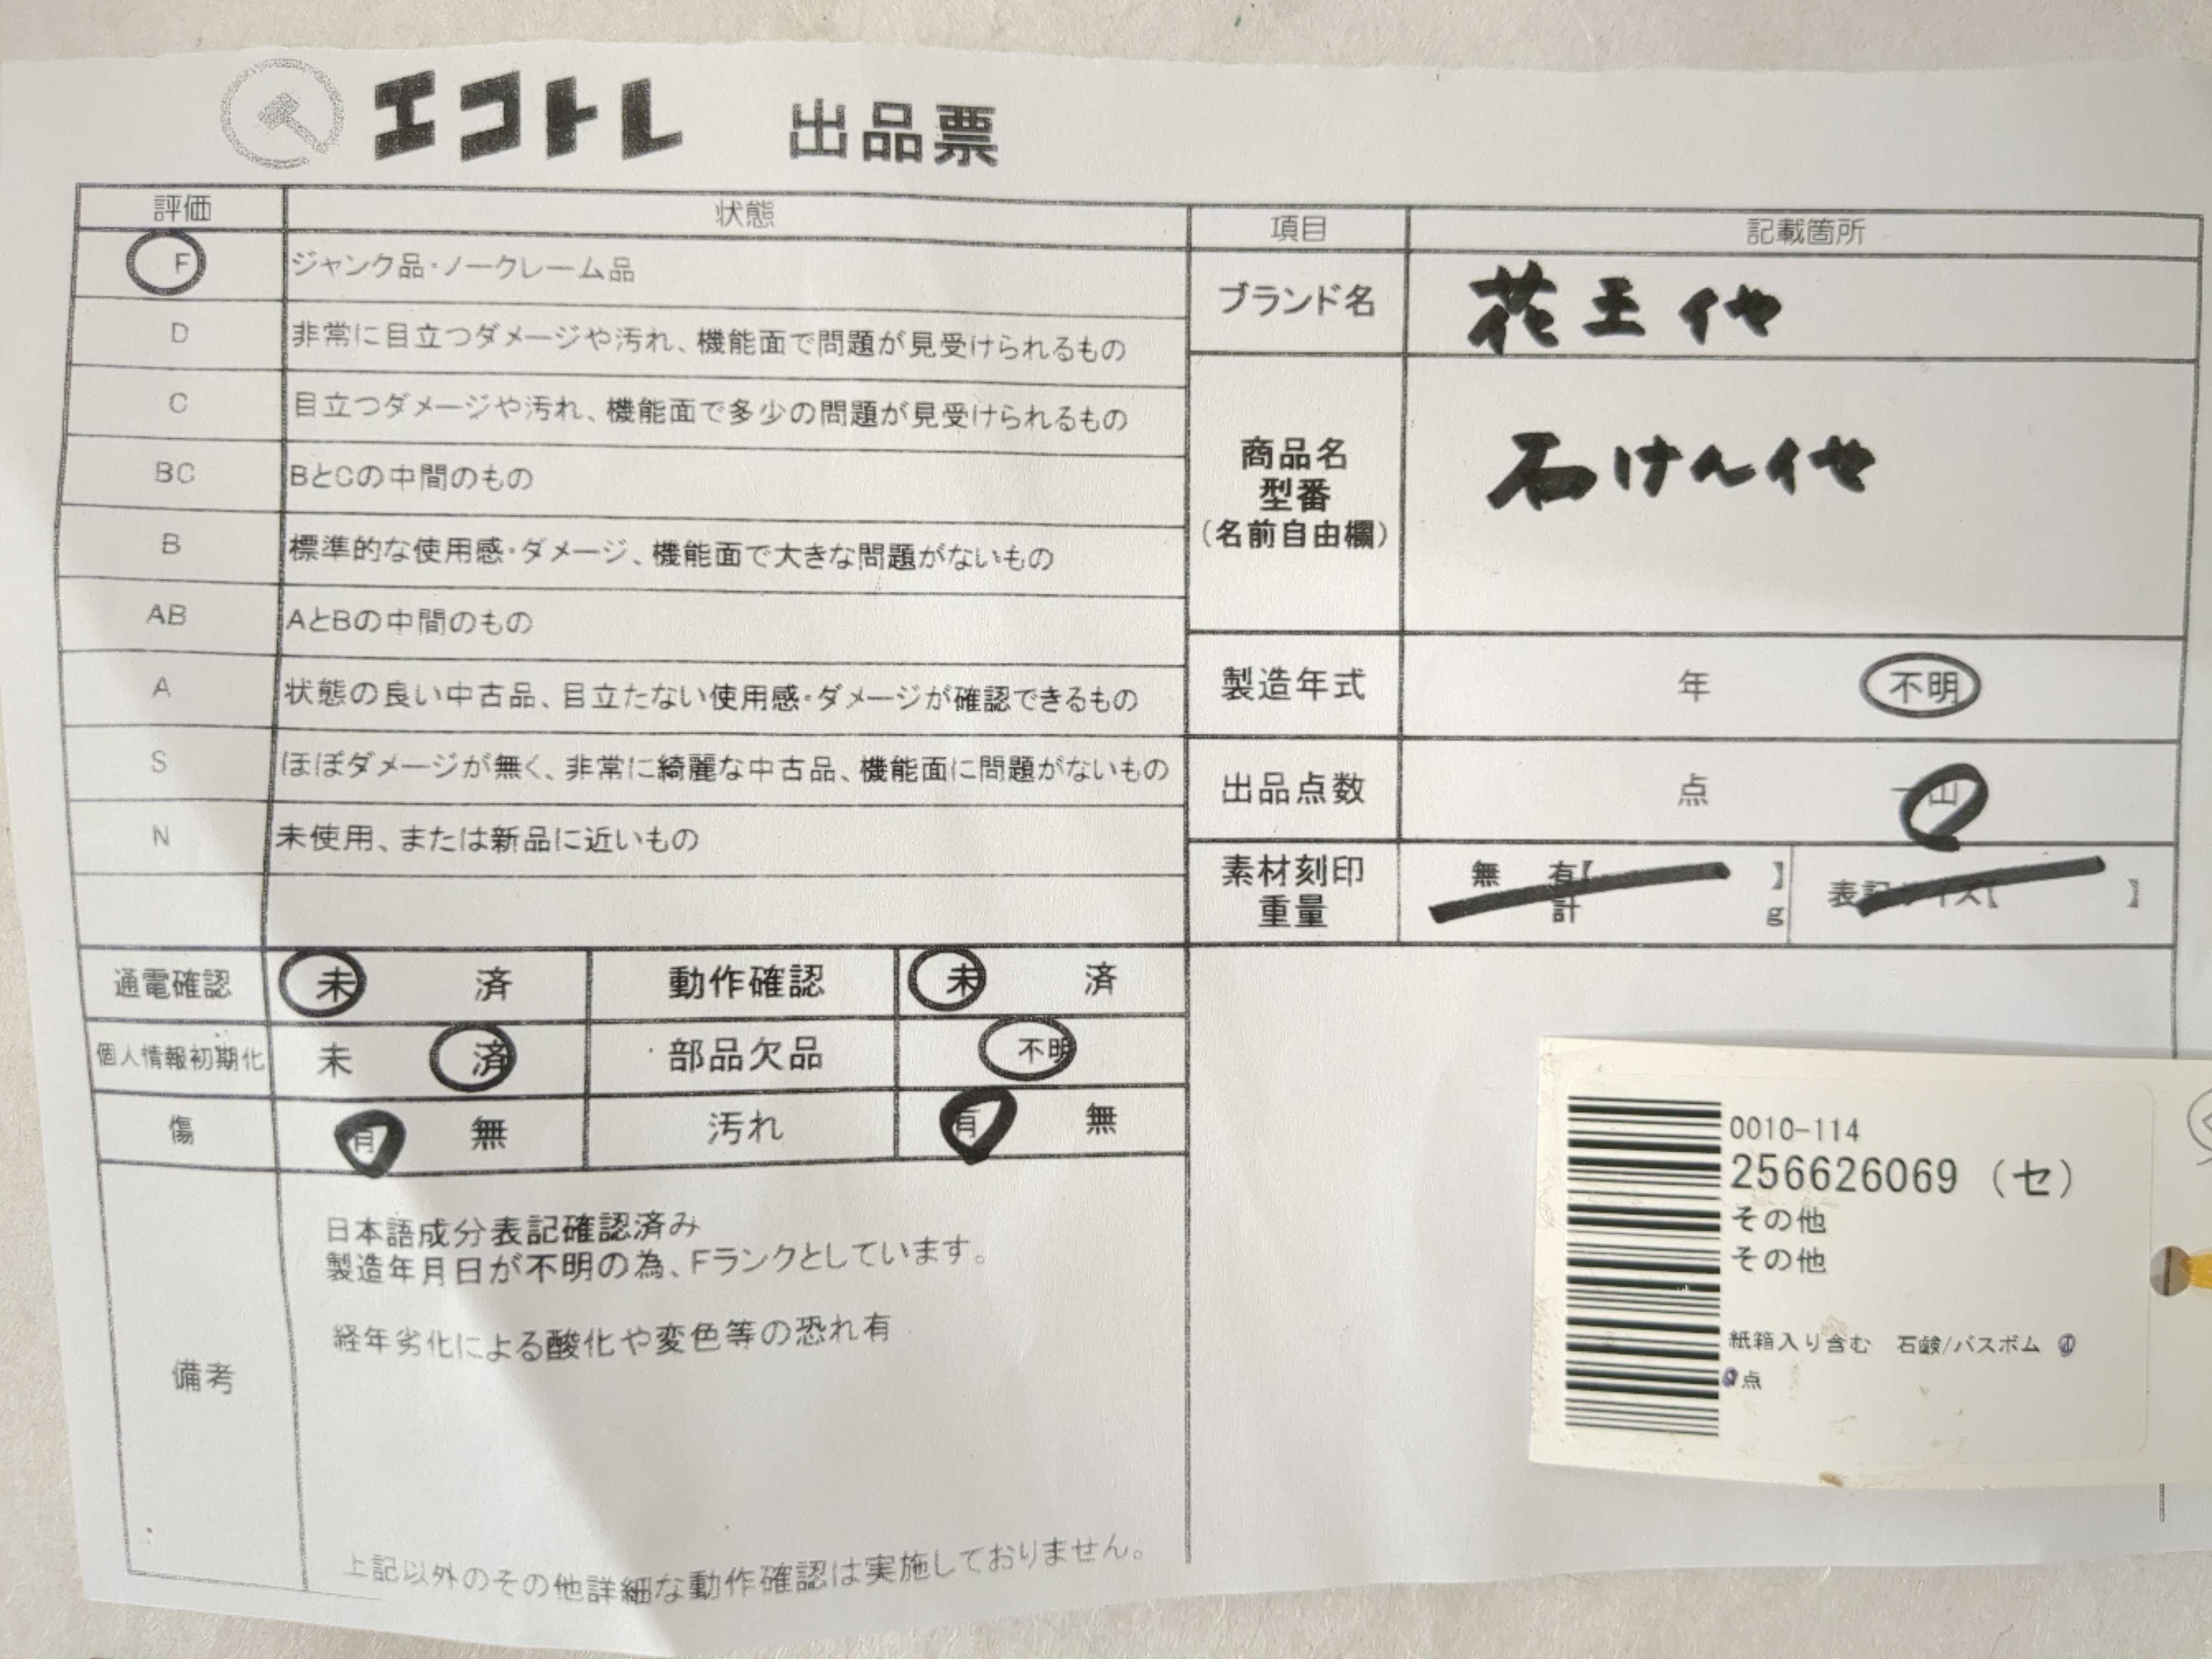 エコトレ 出品票
評価 状態
F ジャンク品・ノークレーム品
D 非常に目立つダメージや汚れ、機能面で問題が見受けられるもの
C 目立つダメージや汚れ、機能面で多少の問題が見受けられるもの
BC BとCの中間のもの
B 標準的な使用感・ダメージ、機能面で大きな問題がないもの
AB AとBの中間のもの
A 状態の良い中古品、目立たない使用感・ダメージが確認できるもの
S ほぼダメージが無く、非常に綺麗な中古品、機能面に問題がないもの
N 未使用、または新品に近いもの
項目 記載箇所
ブランド名 花王 他
商品名
型番
(名前自由欄)
石けん他
製造年式 年 不明
出品点数 点 一山
素材刻印
重量
無 有【 】
計 g
表記サイズ【 】
通電確認 未 済 動作確認 未 済
個人情報初期化 未 済 部品欠品 不明
傷 有 無 汚れ 有 無
備考
日本語成分表記確認済み
製造年月日が不明の為、Fランクとしています。
経年劣化による酸化や変色等の恐れ有
上記以外のその他詳細な動作確認は実施しておりません。
0010-114
256626069 (セ)
その他
その他
紙箱入り含む 石鹸/バスボム
点